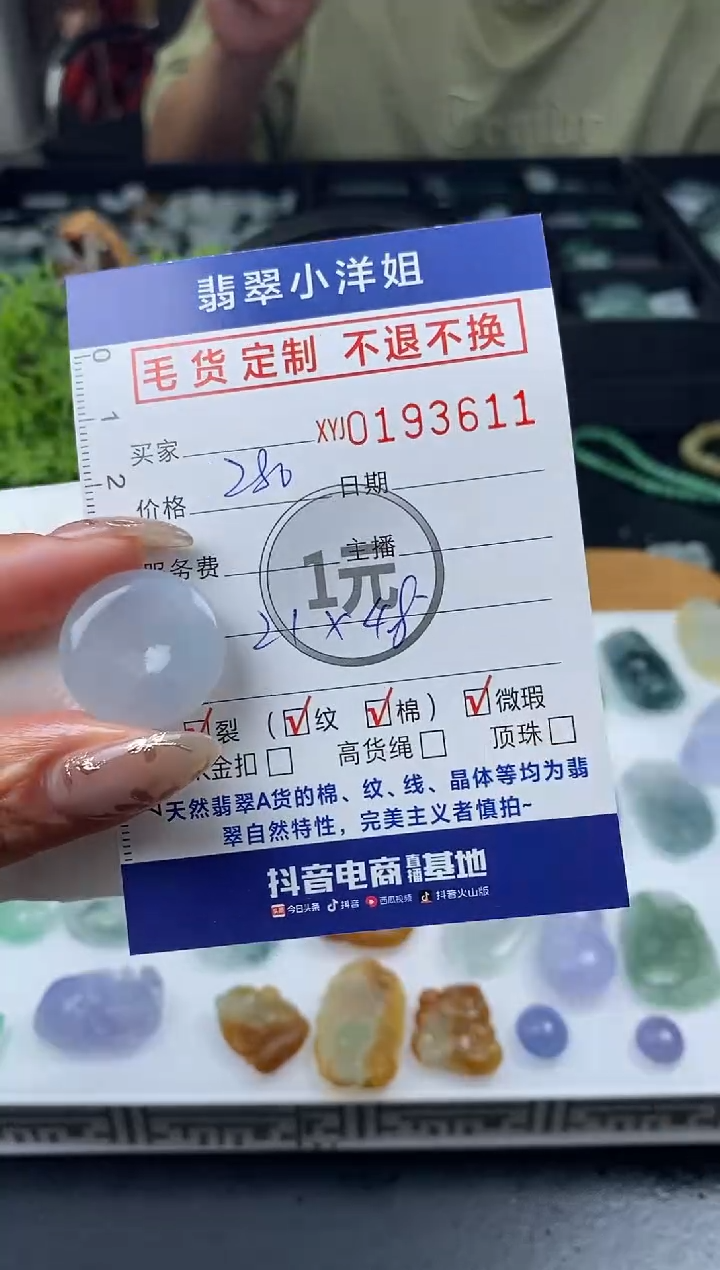 翡翠小洋姐
毛货定制 不退不换
0
1
2
买家 XYJ0193611
价格 280 日期
服务费 主播
1元
21 × 48
裂 (纹 棉) 微瑕
金扣 高货绳 顶珠
天然翡翠A货的棉、纹、线、晶体等均为翡
翠自然特性，完美主义者慎拍~
抖音电商直播基地
今日头条 抖音 西瓜视频 抖音火山版